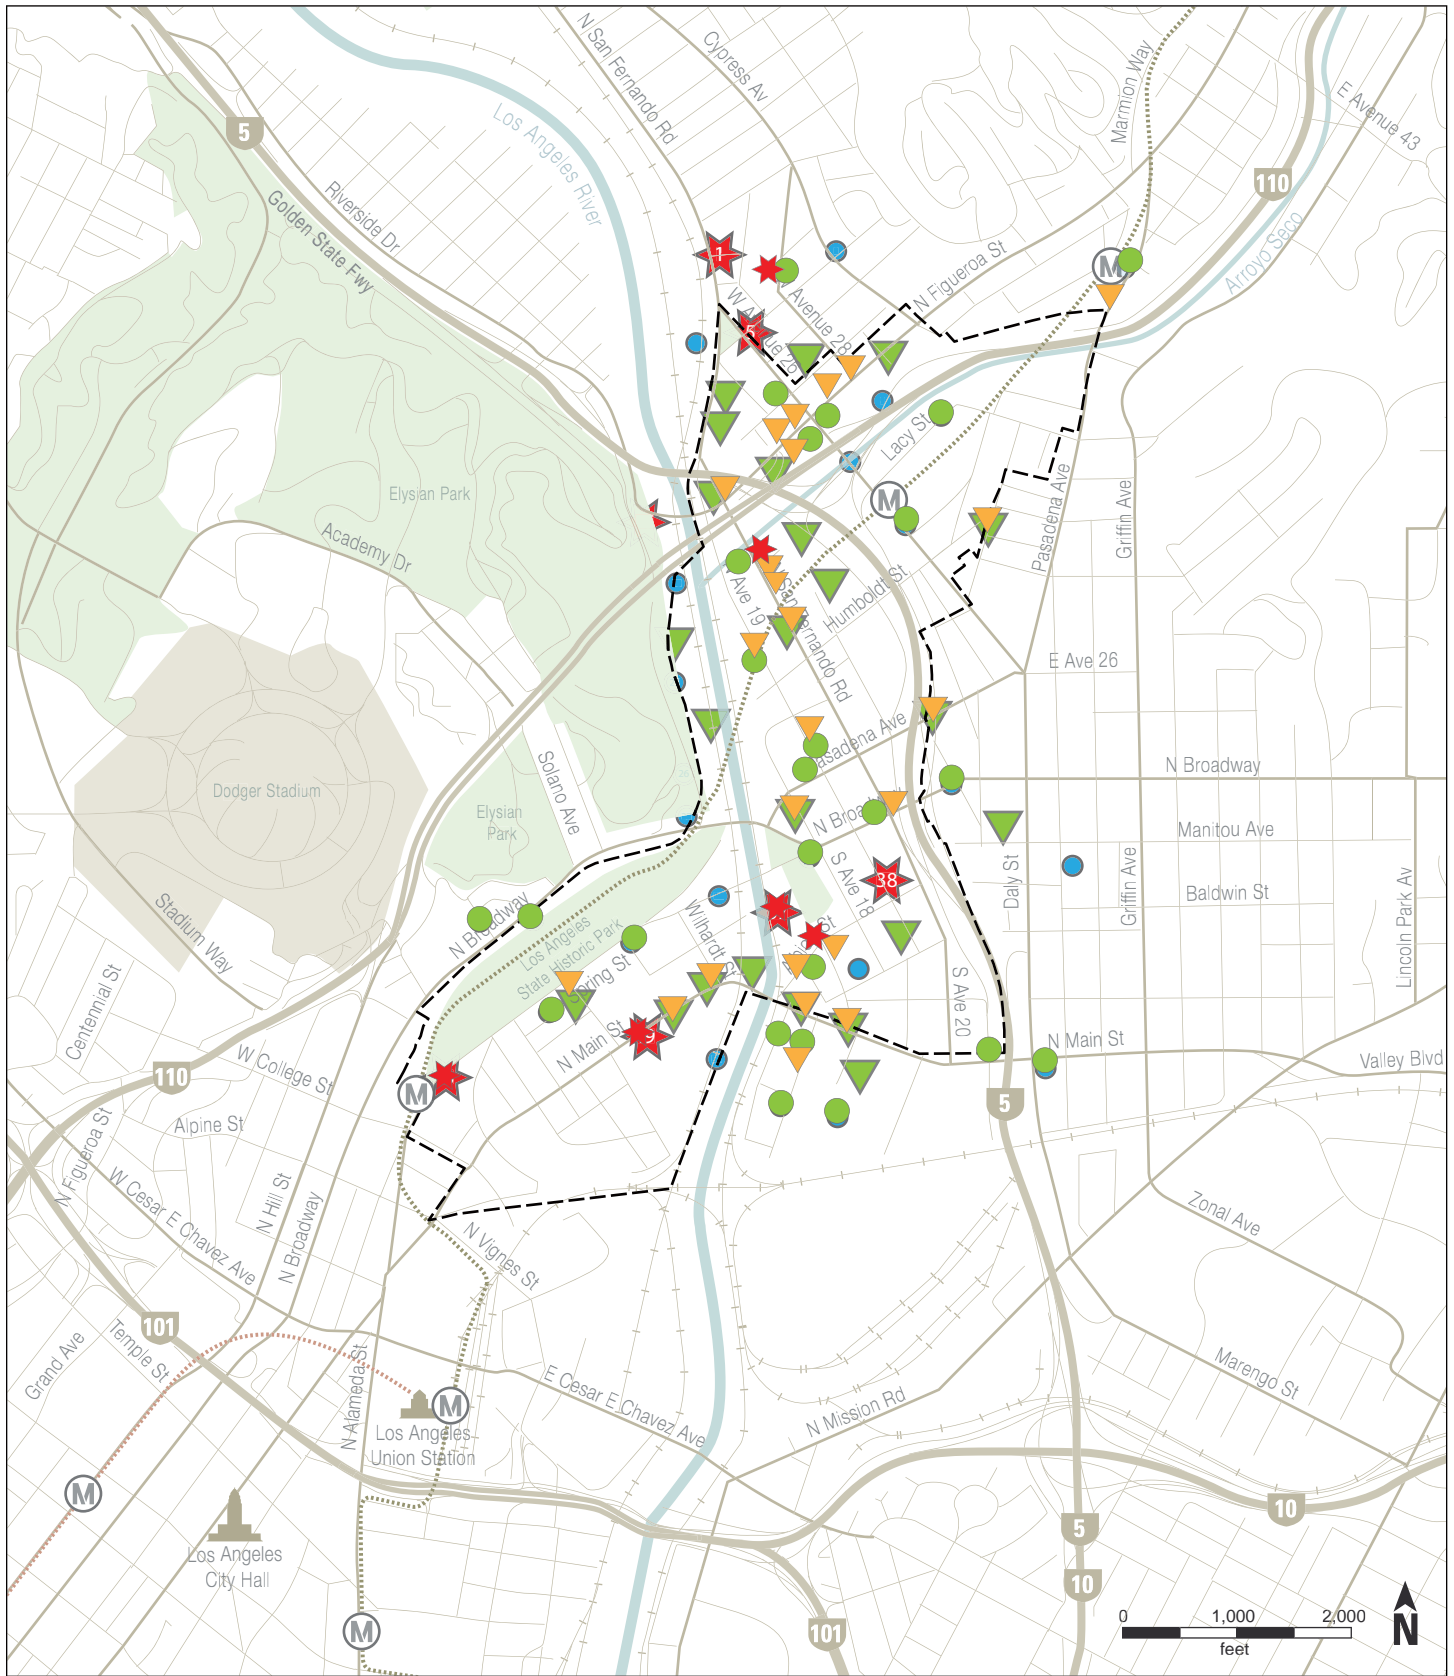 N San Fernando Rd
Cypress Av
Marmion Way
E Avenue 43
5
Los Angeles River
110
Riverside Dr
Golden State Fwy
Arroyo Seco
1
M
N Figueroa St
5
Lacy St
Elysian Park
M
Academy Dr
Pasadena Ave
Griffin Ave
Humboldt St
Ave 19
E Ave 26
Solano Ave
Pasadena Ave
N Broadway
Dodger Stadium
Elysian
Park
Manitou Ave
S Ave 18
Daly St
38
Griffin Ave
Baldwin St
Lincoln Park Av
Stadium Way
N Broadway
Los Angeles
State Historic Park
Spring St
Wilhardt St
Centennial St
S Ave 20
N Main St
9
N Main St
Valley Blvd
W College St
110
M
5
Alpine St
N Figueroa St
W Cesar E Chavez Ave
N Hill St
N Broadway
Zonal Ave
N Vignes St
101
Temple St
Grand Ave
N Alameda St
E Cesar E Chavez Ave
Marengo St
N Mission Rd
M
Los Angeles
Union Station
M
10
5
Los Angeles
City Hall
10
0 1,000 2,000
feet
N
M
101